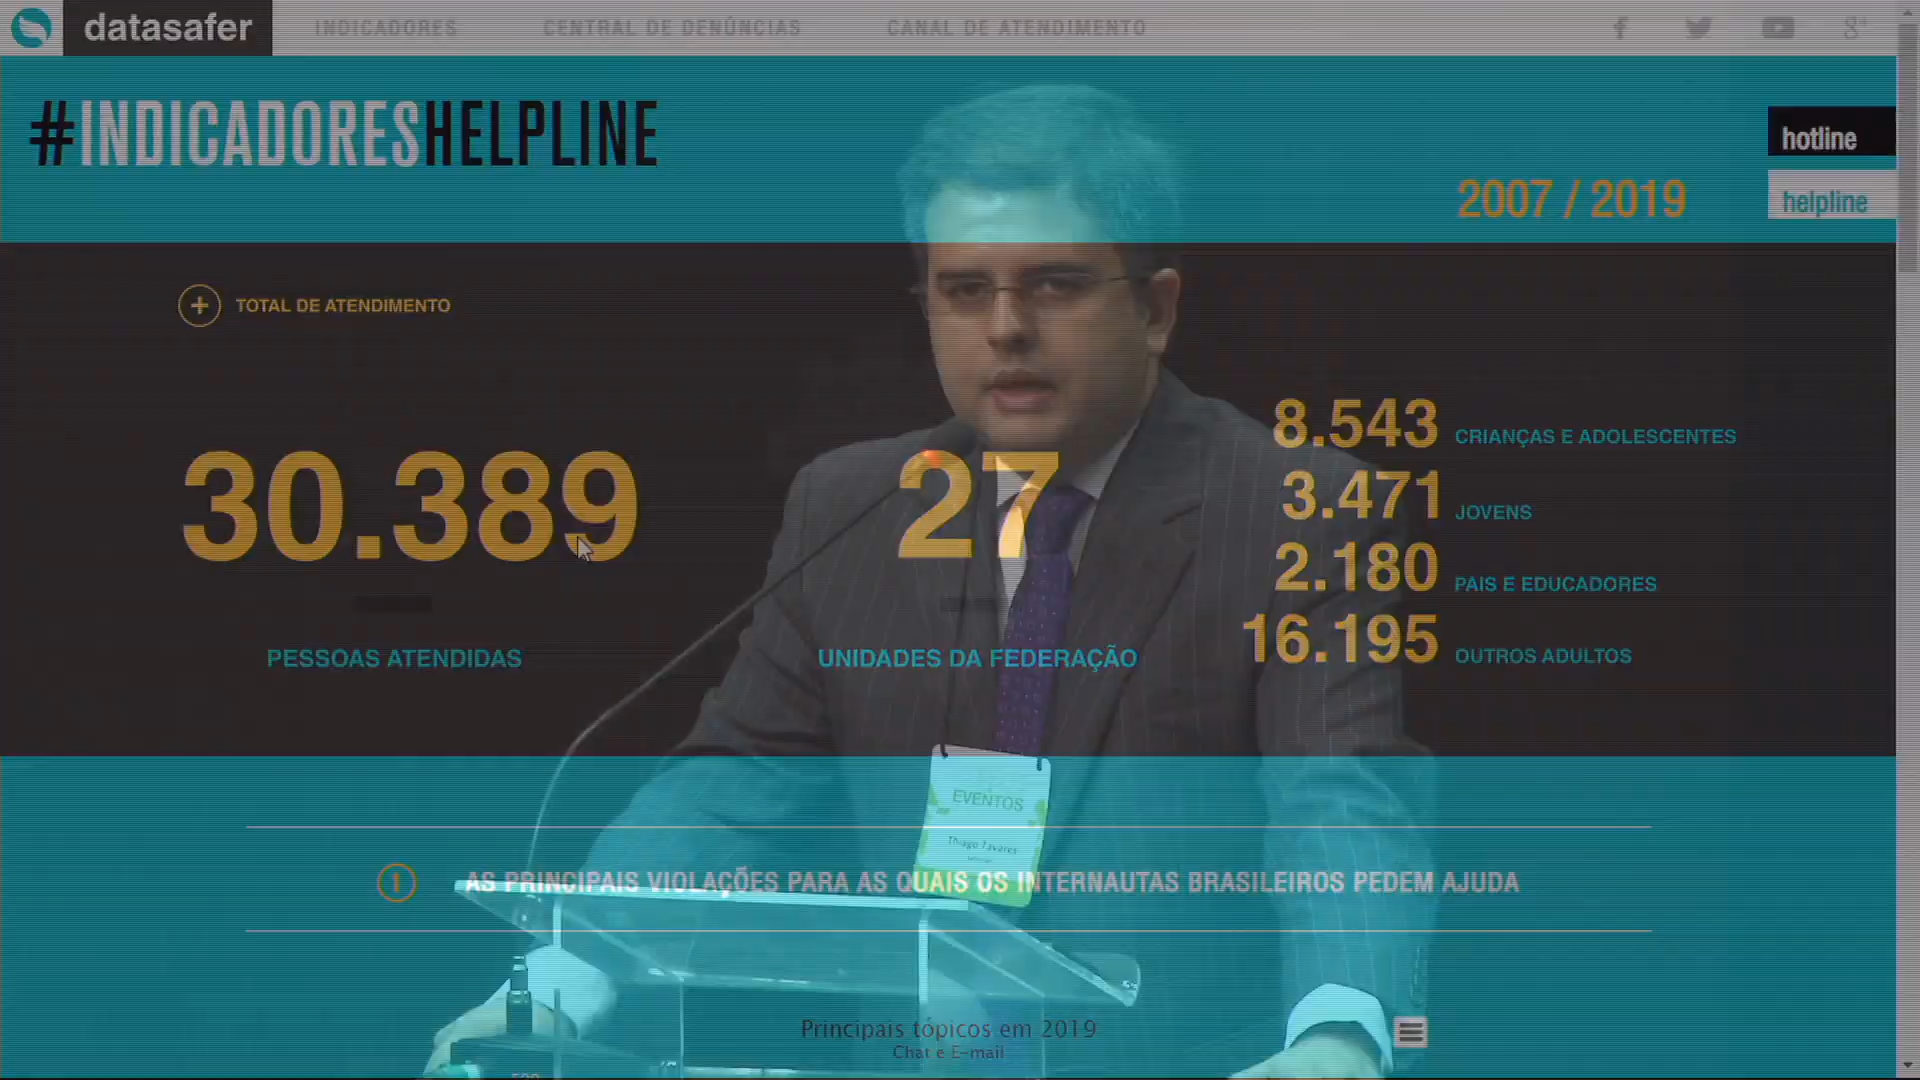 datasafer
INDICADORES
CENTRAL DE DENÚNCIAS
CANAL DE ATENDIMENTO
#INDICADORESHELPLINE
hotline
2007 / 2019
helpline
TOTAL DE ATENDIMENTO
30.389
PESSOAS ATENDIDAS
27
UNIDADES DA FEDERAÇÃO
8.543 CRIANÇAS E ADOLESCENTES
3.471 JOVENS
2.180 PAIS E EDUCADORES
16.195 OUTROS ADULTOS
EVENTOS
Thiago Tavares
AS PRINCIPAIS VIOLAÇÕES PARA AS QUAIS OS INTERNAUTAS BRASILEIROS PEDEM AJUDA
Principais tópicos em 2019
Chat e E-mail